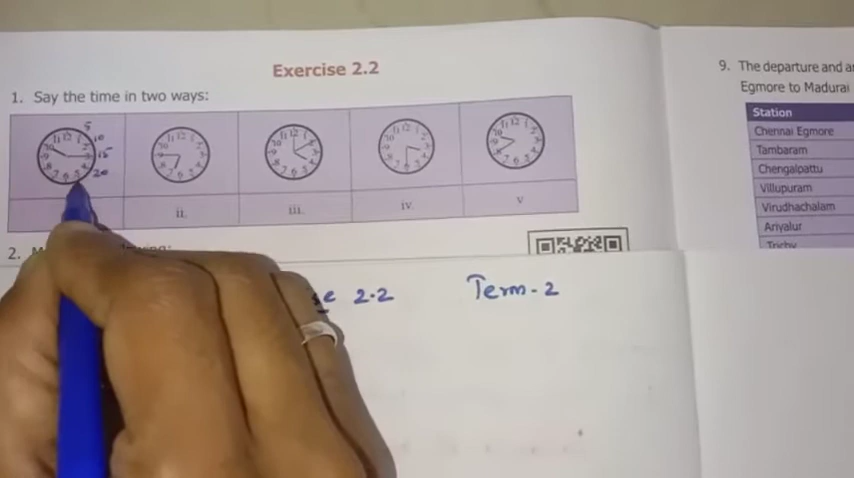 Exercise 2.2
1. Say the time in two ways:
5
10
15
20
ii.
iii.
iv.
v
2.
9. The departure and
Egmore to Madurai
Station
Chennai Egmore
Tambaram
Chengalpattu
Villupuram
Virudhachalam
Ariyalur
Trichy
2.2 Term-2